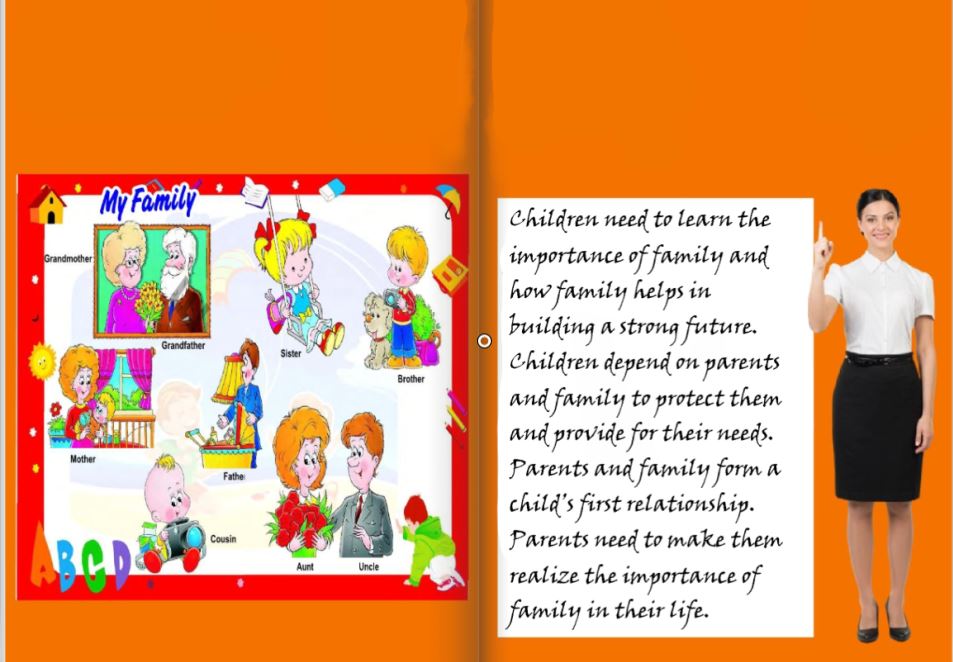 My Family
Grandmother
Grandfather
Sister
Brother
Mother
Fathe
Cousin
Aunt
Uncle
ABCD
Children need to learn the
importance of family and
how family helps in
building a strong future.
Children depend on parents
and family to protect them
and provide for their needs.
Parents and family form a
child's first relationship.
Parents need to make them
realize the importance of
family in their life.